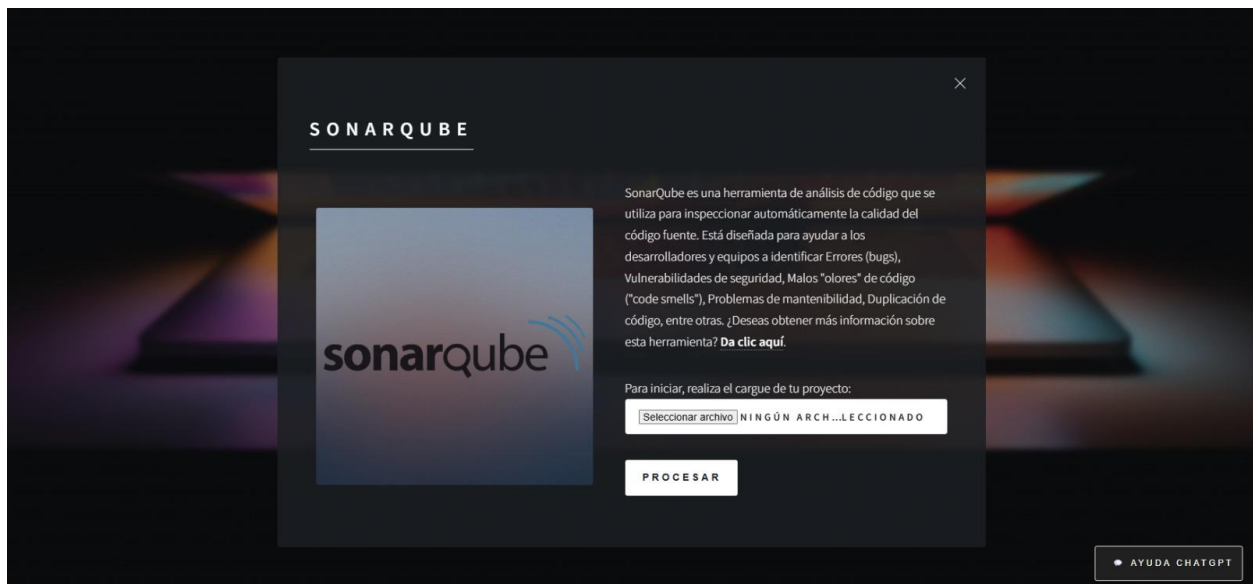 SONARQUBE
sonarqube
SonarQube es una herramienta de análisis de código que se
utiliza para inspeccionar automáticamente la calidad del
código fuente. Está diseñada para ayudar a los
desarrolladores y equipos a identificar Errores (bugs),
Vulnerabilidades de seguridad, Malos "olores" de código
("code smells"), Problemas de mantenibilidad, Duplicación de
código, entre otras. ¿Deseas obtener más información sobre
esta herramienta? Da clic aquí.
Para iniciar, realiza el cargue de tu proyecto:
Seleccionar archivo NINGÚN ARCH...LECCIONADO
PROCESAR
AYUDA CHATGPT